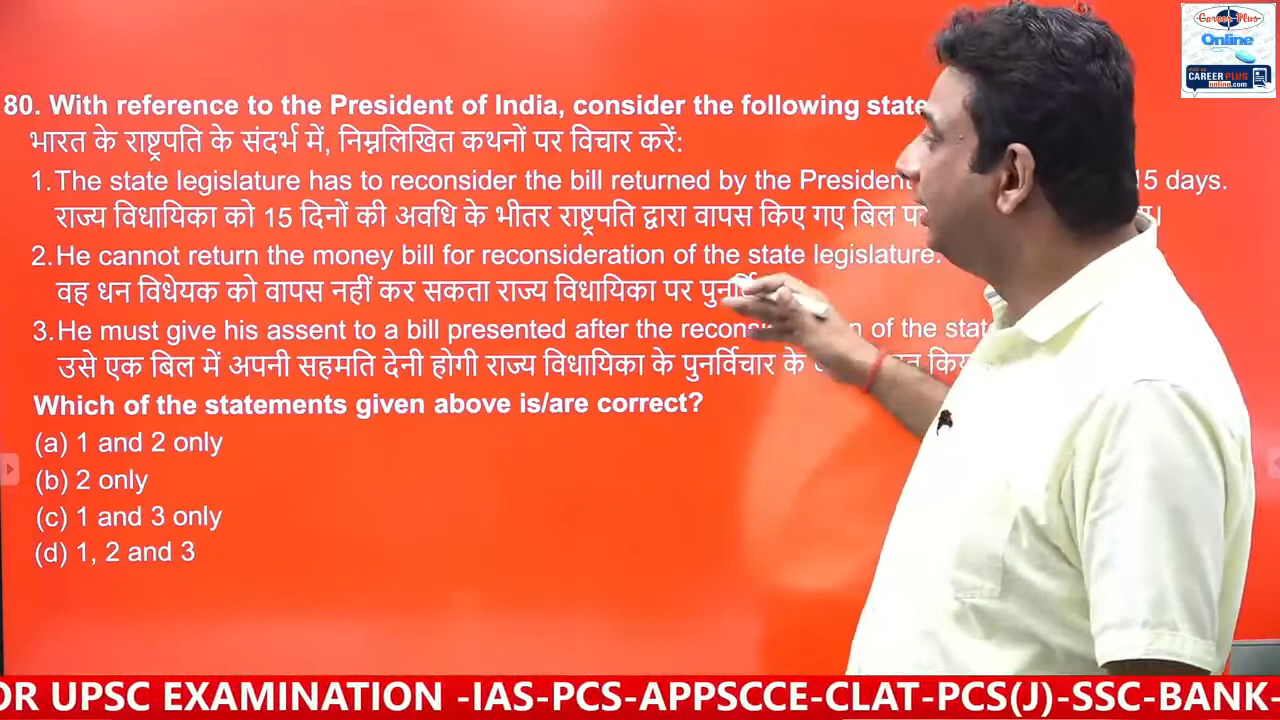 Career Plus
Online
CAREER PLUS
online.com
80. With reference to the President of India, consider the following state
भारत के राष्ट्रपति के संदर्भ में, निम्नलिखित कथनों पर विचार करें:
1. The state legislature has to reconsider the bill returned by the President 15 days.
राज्य विधायिका को 15 दिनों की अवधि के भीतर राष्ट्रपति द्वारा वापस किए गए बिल
2. He cannot return the money bill for reconsideration of the state legislature.
वह धन विधेयक को वापस नहीं कर सकता राज्य विधायिका पर
3. He must give his assent to a bill presented after the of the state
उसे एक बिल में अपनी सहमति देनी होगी राज्य विधायिका के पुनर्विचार के
Which of the statements given above is/are correct?
(a) 1 and 2 only
(b) 2 only
(c) 1 and 3 only
(d) 1, 2 and 3
OR UPSC EXAMINATION -IAS-PCS-APPSCCE-CLAT-PCS(J)-SSC-BANK-